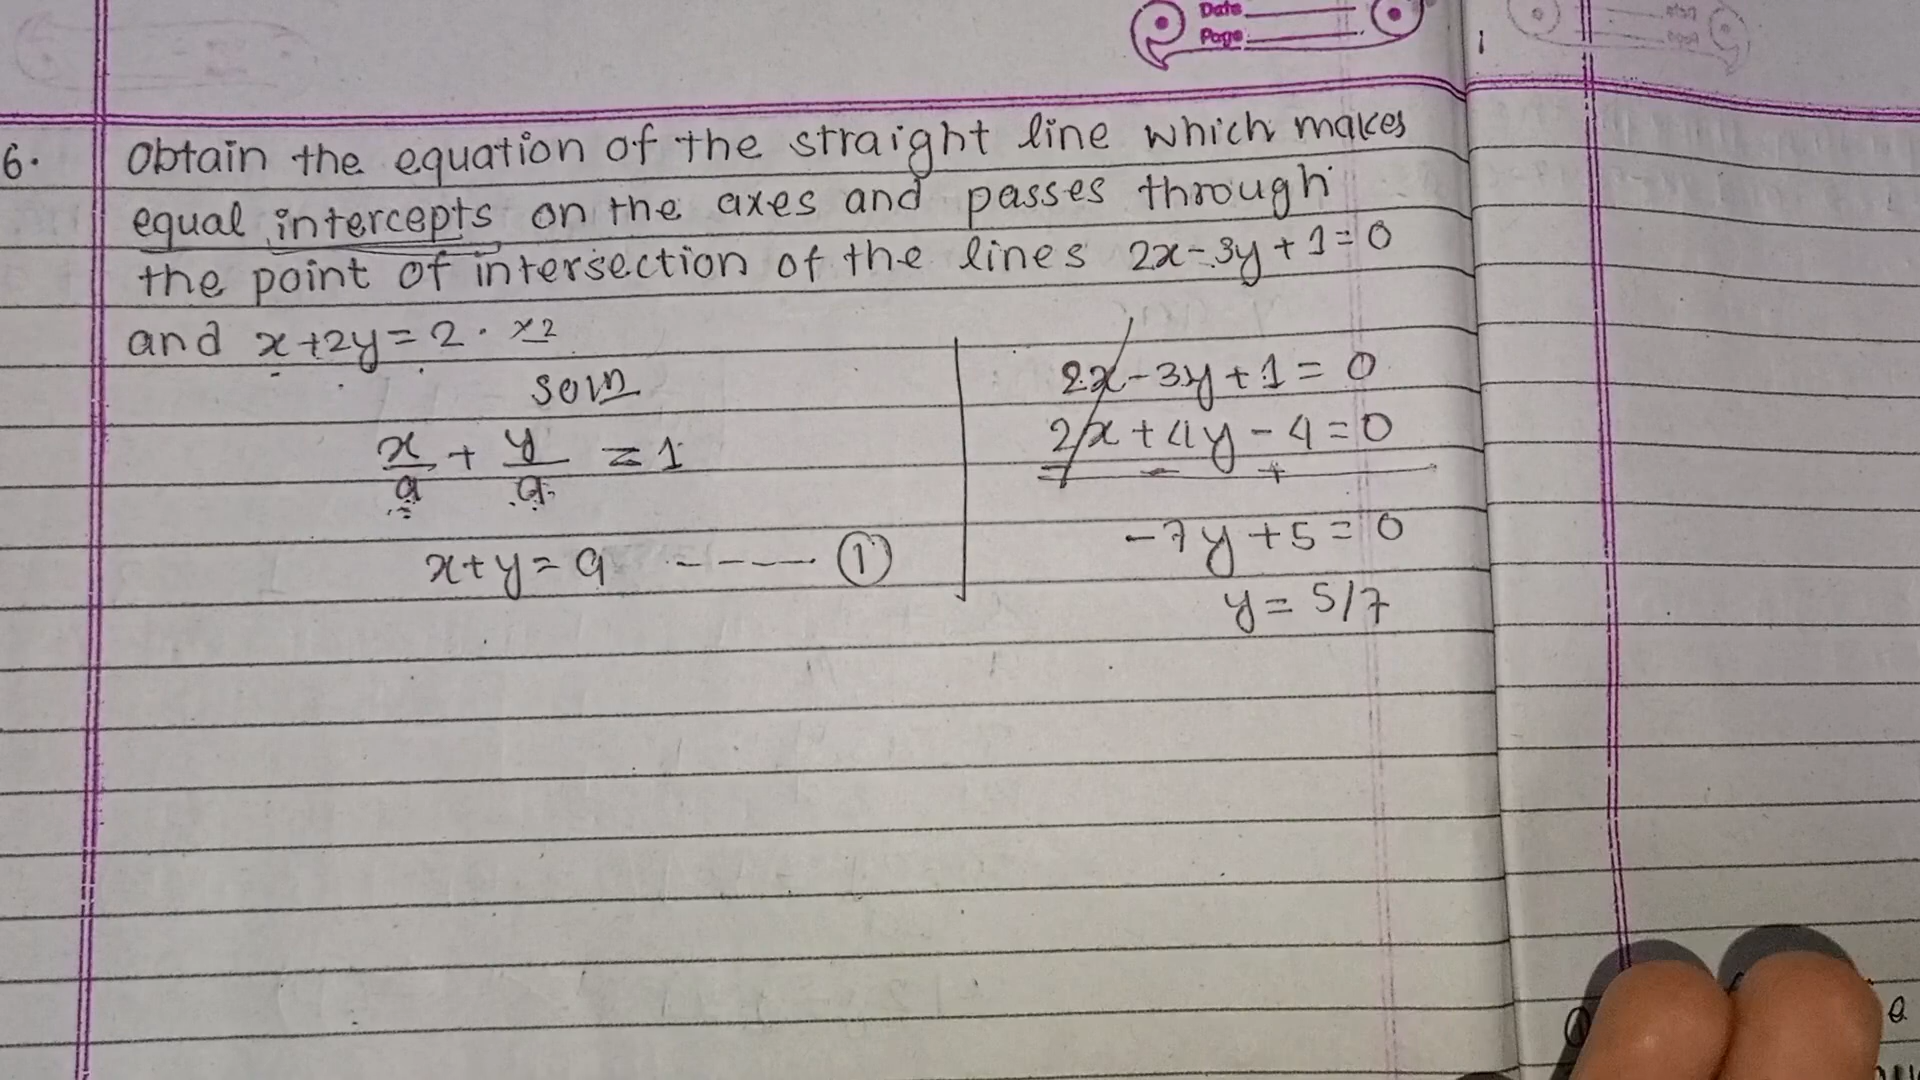 Date
Page
6. Obtain the equation of the straight line which makes
equal intercepts on the axes and passes through
the point of intersection of the lines 2x-3y+1=0
and x+2y=2. x2
soln
x/a + y/a = 1
x+y=a ----- ①
2x-3y+1=0
2x+4y-4=0
- - +
-7y+5=0
y=5/7